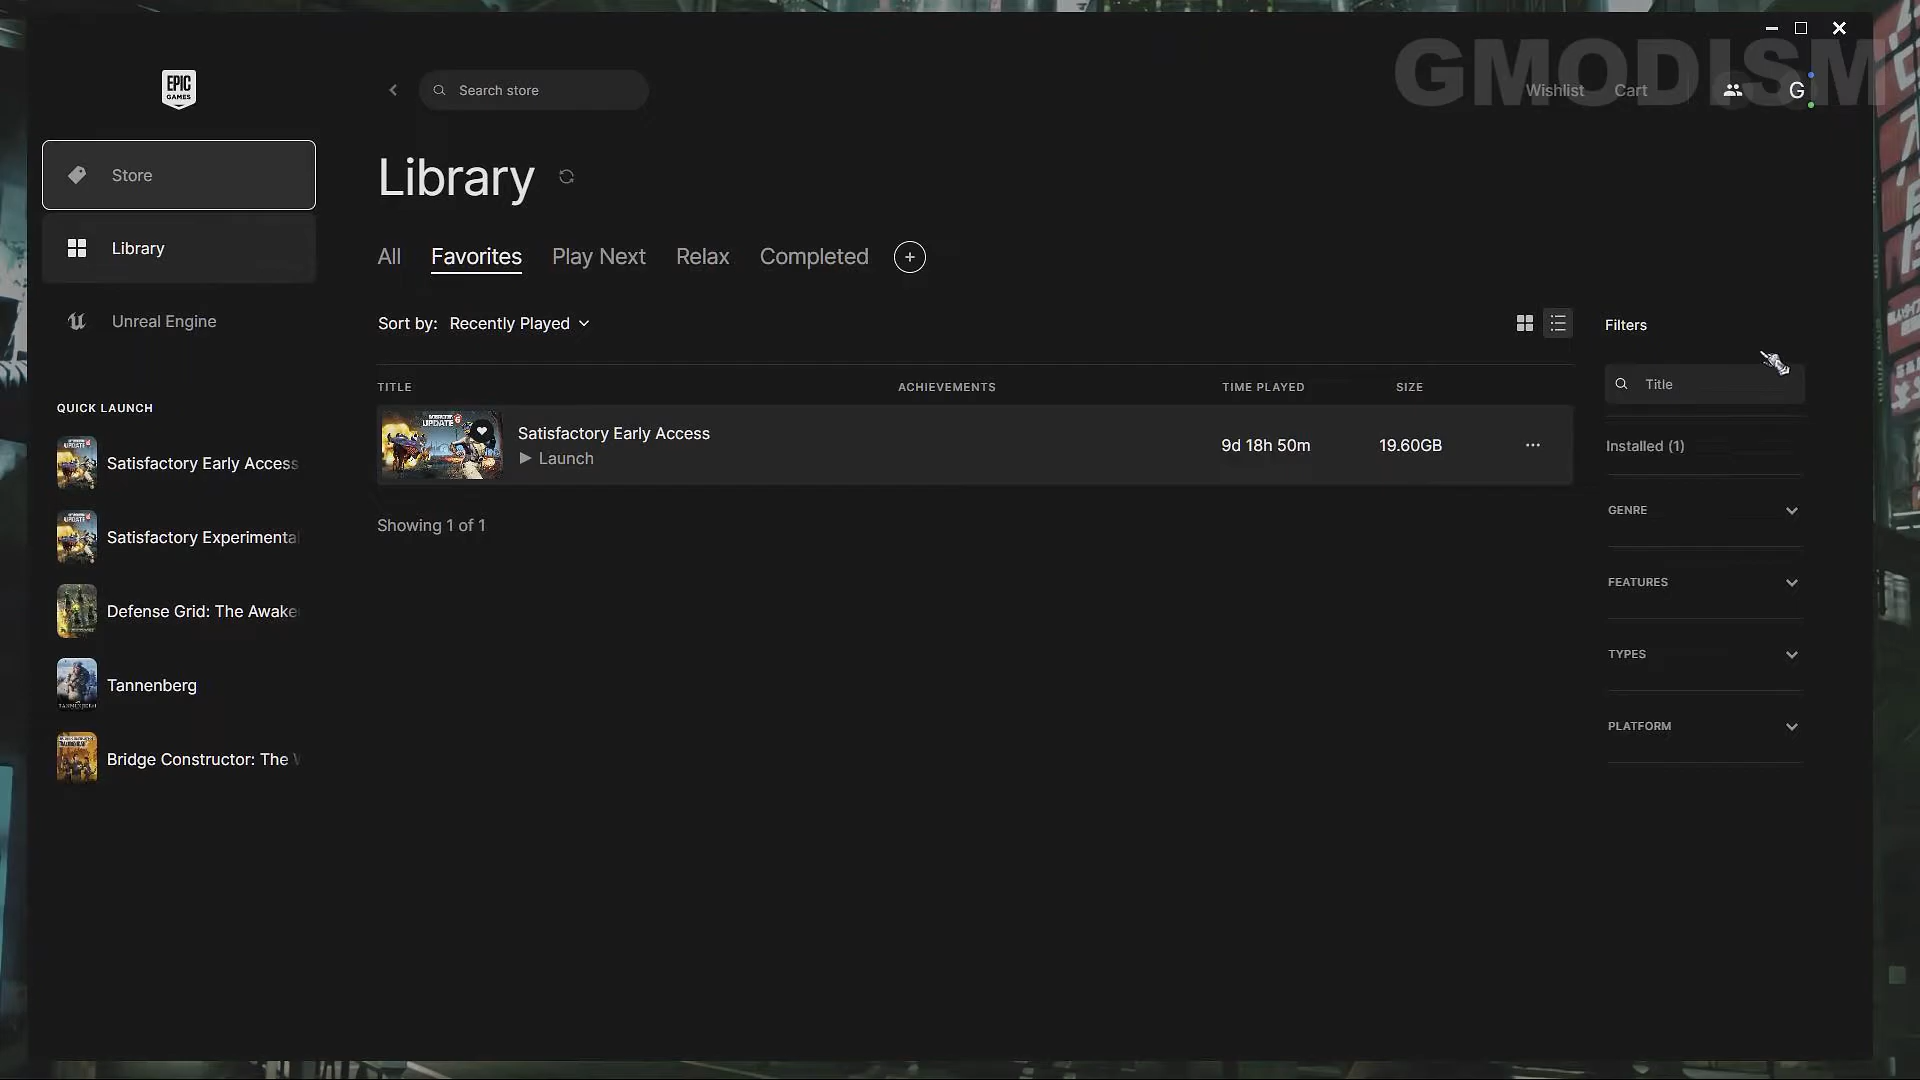 GMODISM
EPIC
GAMES
Search store
Wishlist
Cart
G
Store
Library
Unreal Engine
QUICK LAUNCH
Satisfactory Early Access
Satisfactory Experimental
Defense Grid: The Awake
Tannenberg
Bridge Constructor: The W
Library
All
Favorites
Play Next
Relax
Completed
+
Sort by: Recently Played
TITLE
ACHIEVEMENTS
TIME PLAYED
SIZE
UPDATE
Satisfactory Early Access
Launch
9d 18h 50m
19.60GB
Showing 1 of 1
Filters
Title
Installed (1)
GENRE
FEATURES
TYPES
PLATFORM